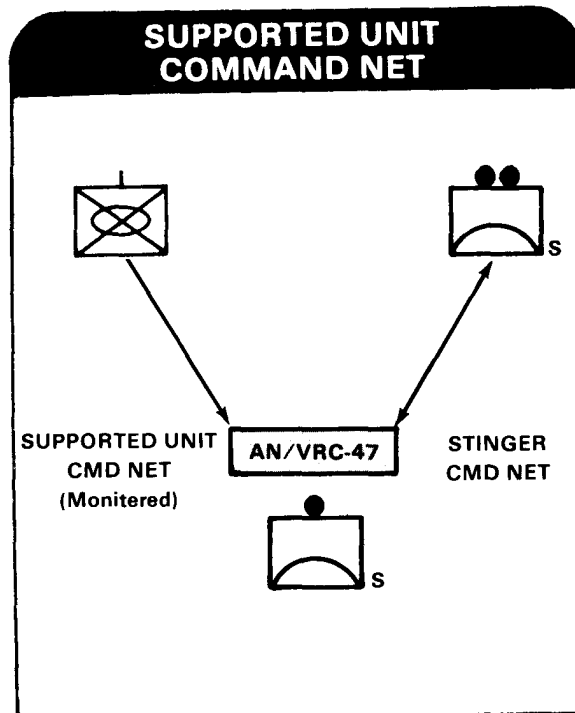 SUPPORTED UNIT
COMMAND NET
S
SUPPORTED UNIT
CMD NET
(Monitered)
AN/VRC-47
STINGER
CMD NET
S